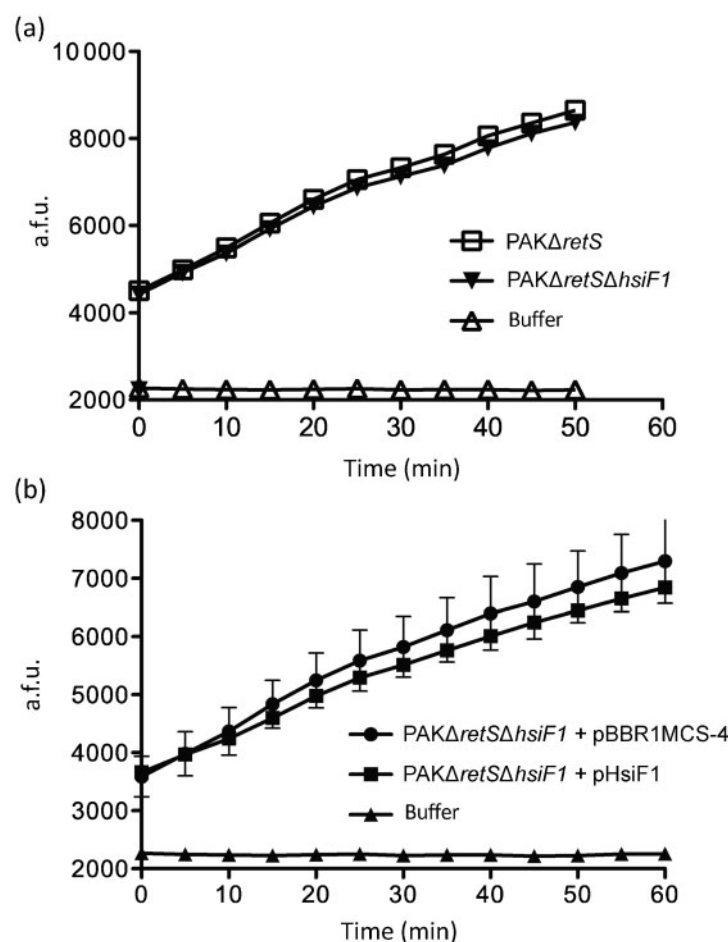 (a)
10000
8000
6000
4000
2000
a.f.u.
PAKΔretS
PAKΔretSΔhsiF1
Buffer
0 10 20 30 40 50 60
Time (min)
(b)
8000
7000
6000
5000
4000
3000
2000
a.f.u.
PAKΔretSΔhsiF1 + pBBR1MCS-4
PAKΔretSΔhsiF1 + pHsiF1
Buffer
0 10 20 30 40 50 60
Time (min)